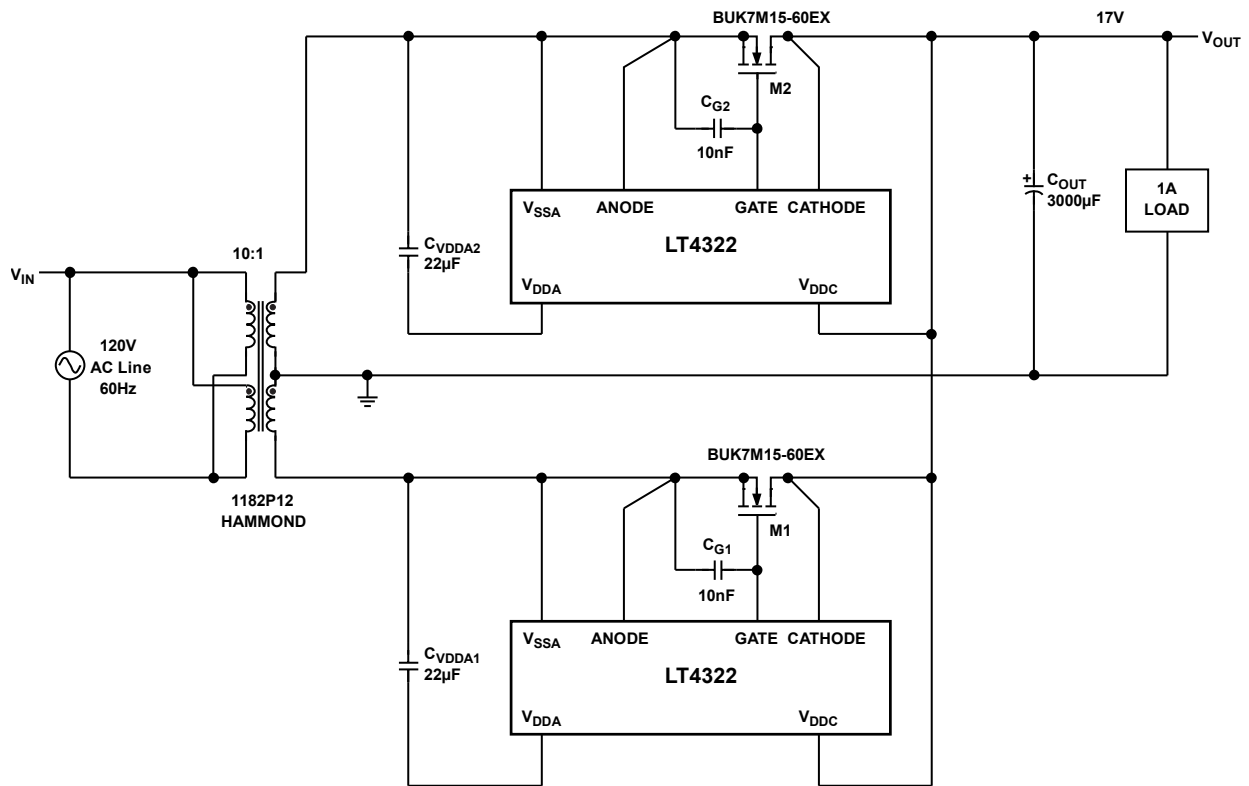 BUK7M15-60EX
17V
VOUT
M2
CG2
10nF
COUT
3000µF
+
1A
LOAD
VSSA
ANODE
GATE
CATHODE
LT4322
CVDDA2
22µF
VDDA
VDDC
10:1
VIN
120V
AC Line
60Hz
1182P12
HAMMOND
BUK7M15-60EX
M1
CG1
10nF
VSSA
ANODE
GATE
CATHODE
LT4322
CVDDA1
22µF
VDDA
VDDC